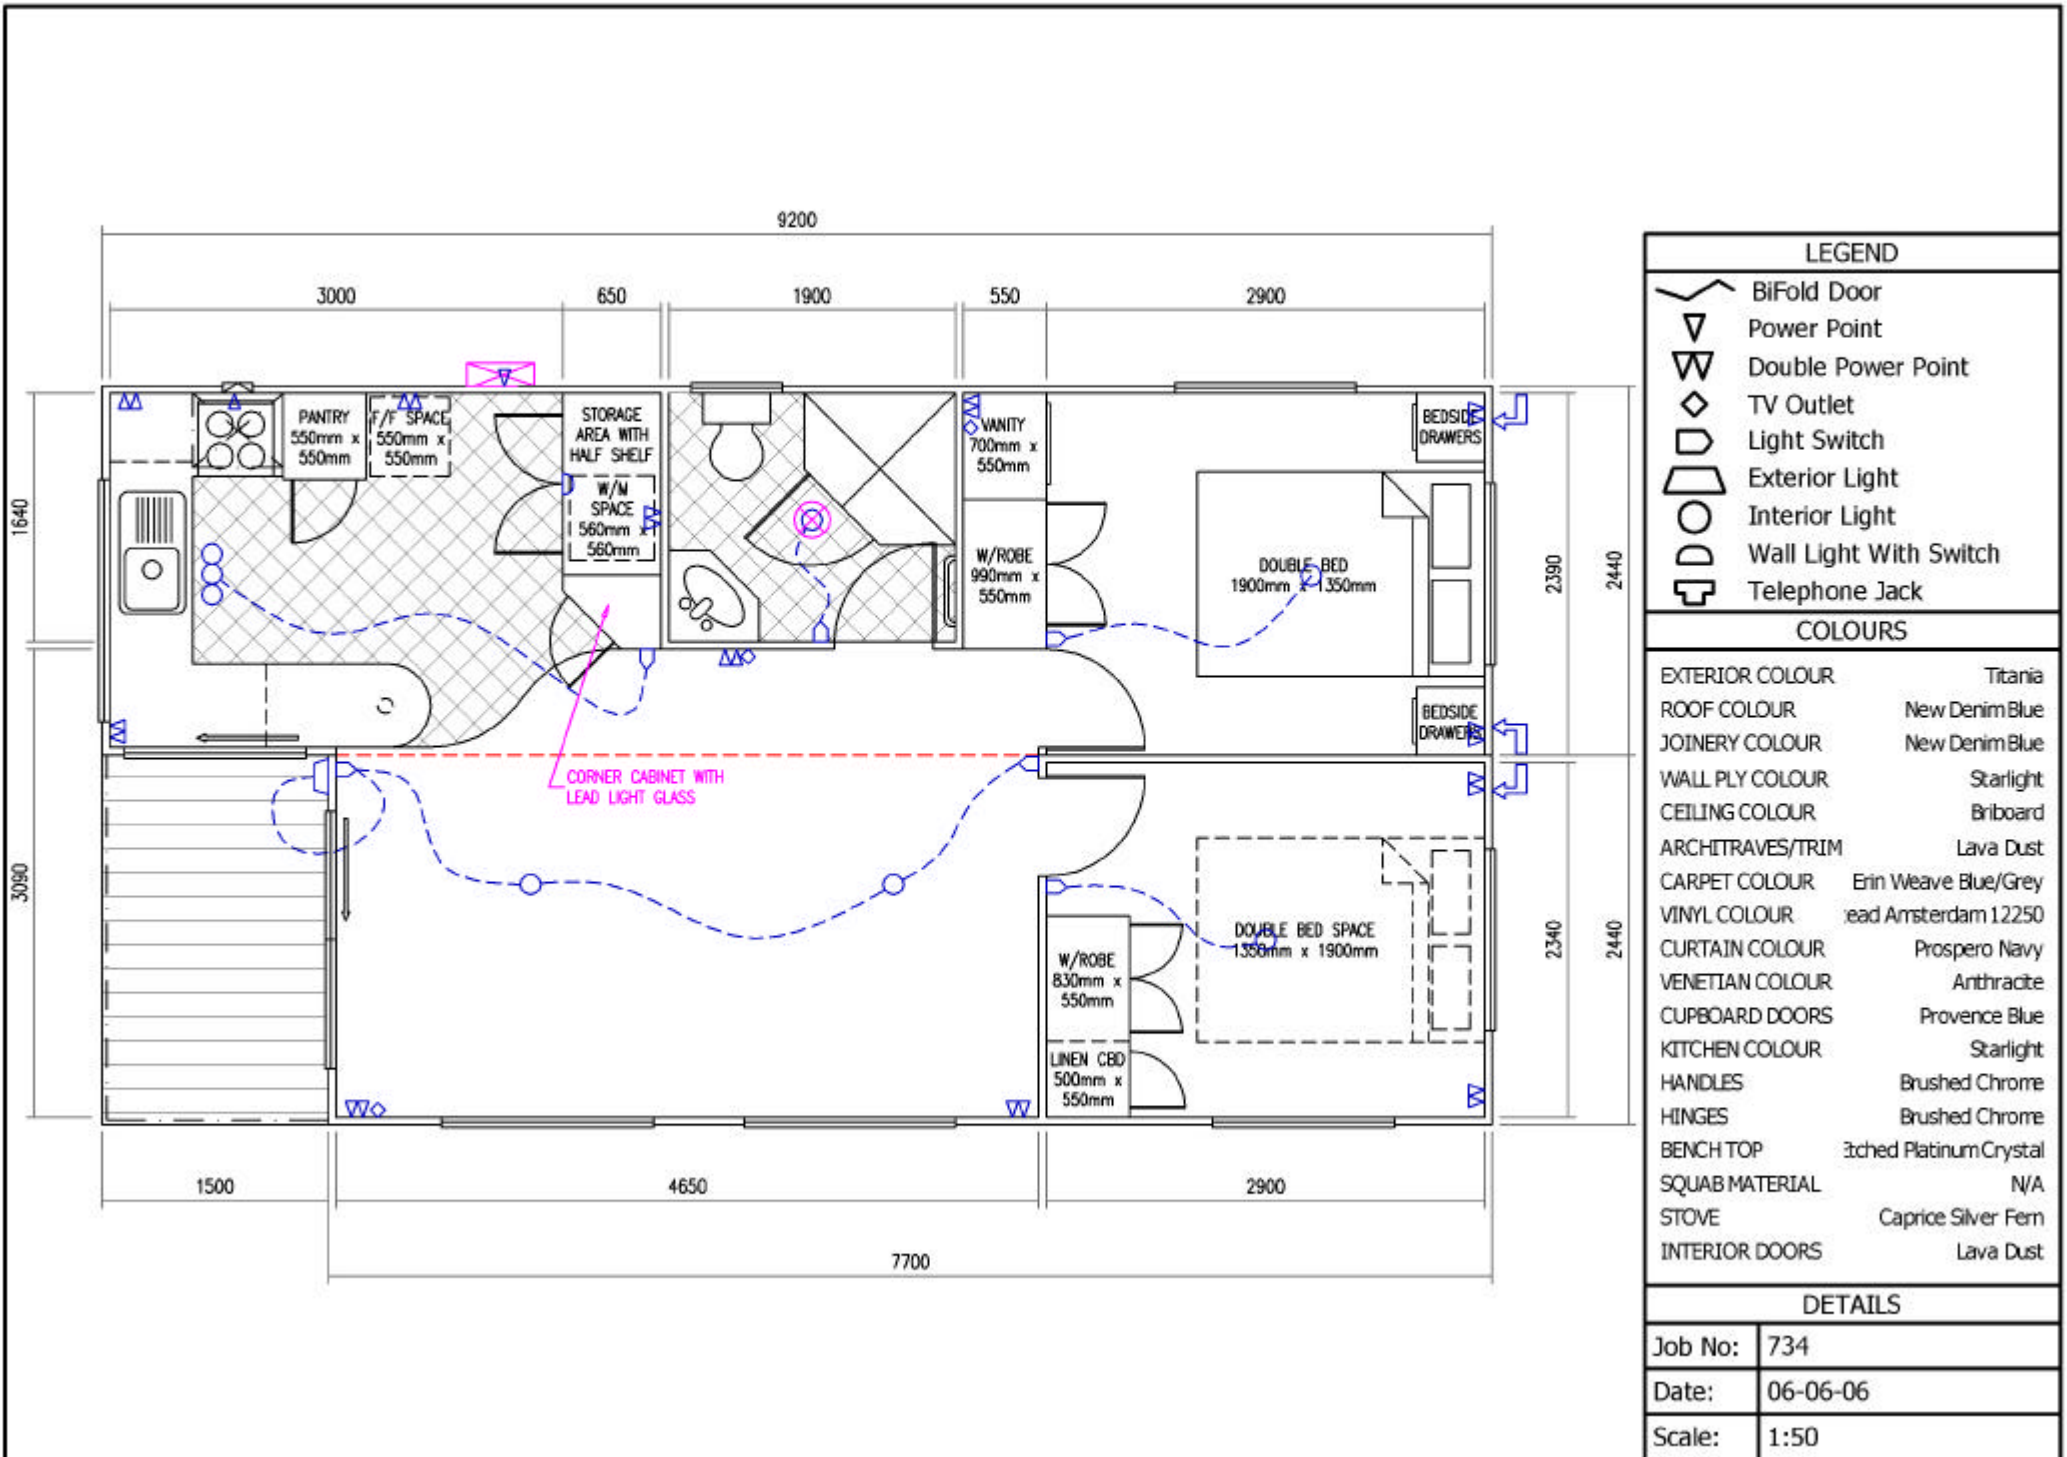 9200
3000
650
1900
550
2900
PANTRY
550mm x
550mm
F/F SPACE
550mm x
550mm
STORAGE
AREA WITH
HALF SHELF
W/M
SPACE
560mm x
560mm
VANITY
700mm x
550mm
W/ROBE
990mm x
550mm
BEDSIDE
DRAWERS
DOUBLE BED
1900mm x 1350mm
BEDSIDE
DRAWERS
1640
3090
2390
2440
2340
2440
CORNER CABINET WITH
LEAD LIGHT GLASS
W/ROBE
830mm x
550mm
LINEN CBD
500mm x
550mm
DOUBLE BED SPACE
1350mm x 1900mm
1500
4650
2900
7700
LEGEND
BiFold Door
Power Point
Double Power Point
TV Outlet
Light Switch
Exterior Light
Interior Light
Wall Light With Switch
Telephone Jack
COLOURS
EXTERIOR COLOUR Titania
ROOF COLOUR New Denim Blue
JOINERY COLOUR New Denim Blue
WALL PLY COLOUR Starlight
CEILING COLOUR Briboard
ARCHITRAVES/TRIM Lava Dust
CARPET COLOUR Erin Weave Blue/Grey
VINYL COLOUR Amsterdam 12250
CURTAIN COLOUR Prospero Navy
VENETIAN COLOUR Anthracite
CUPBOARD DOORS Provence Blue
KITCHEN COLOUR Starlight
HANDLES Brushed Chrome
HINGES Brushed Chrome
BENCH TOP Platinum Crystal
SQUAB MATERIAL N/A
STOVE Caprice Silver Fern
INTERIOR DOORS Lava Dust
DETAILS
Job No: 734
Date: 06-06-06
Scale: 1:50